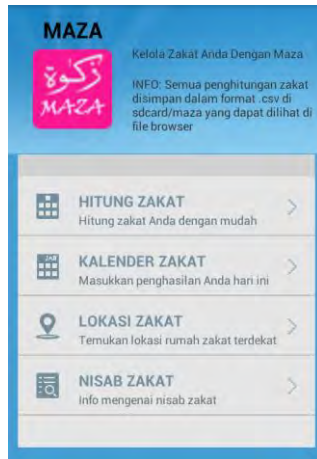 MAZA
Kelola Zakat Anda Dengan Maza
زكوة
MAZA
INFO: Semua penghitungan zakat
disimpan dalam format .csv di
sdcard/maza yang dapat dilihat di
file browser
HITUNG ZAKAT
Hitung zakat Anda dengan mudah
KALENDER ZAKAT
Masukkan penghasilan Anda hari ini
LOKASI ZAKAT
Temukan lokasi rumah zakat terdekat
NISAB ZAKAT
Info mengenai nisab zakat